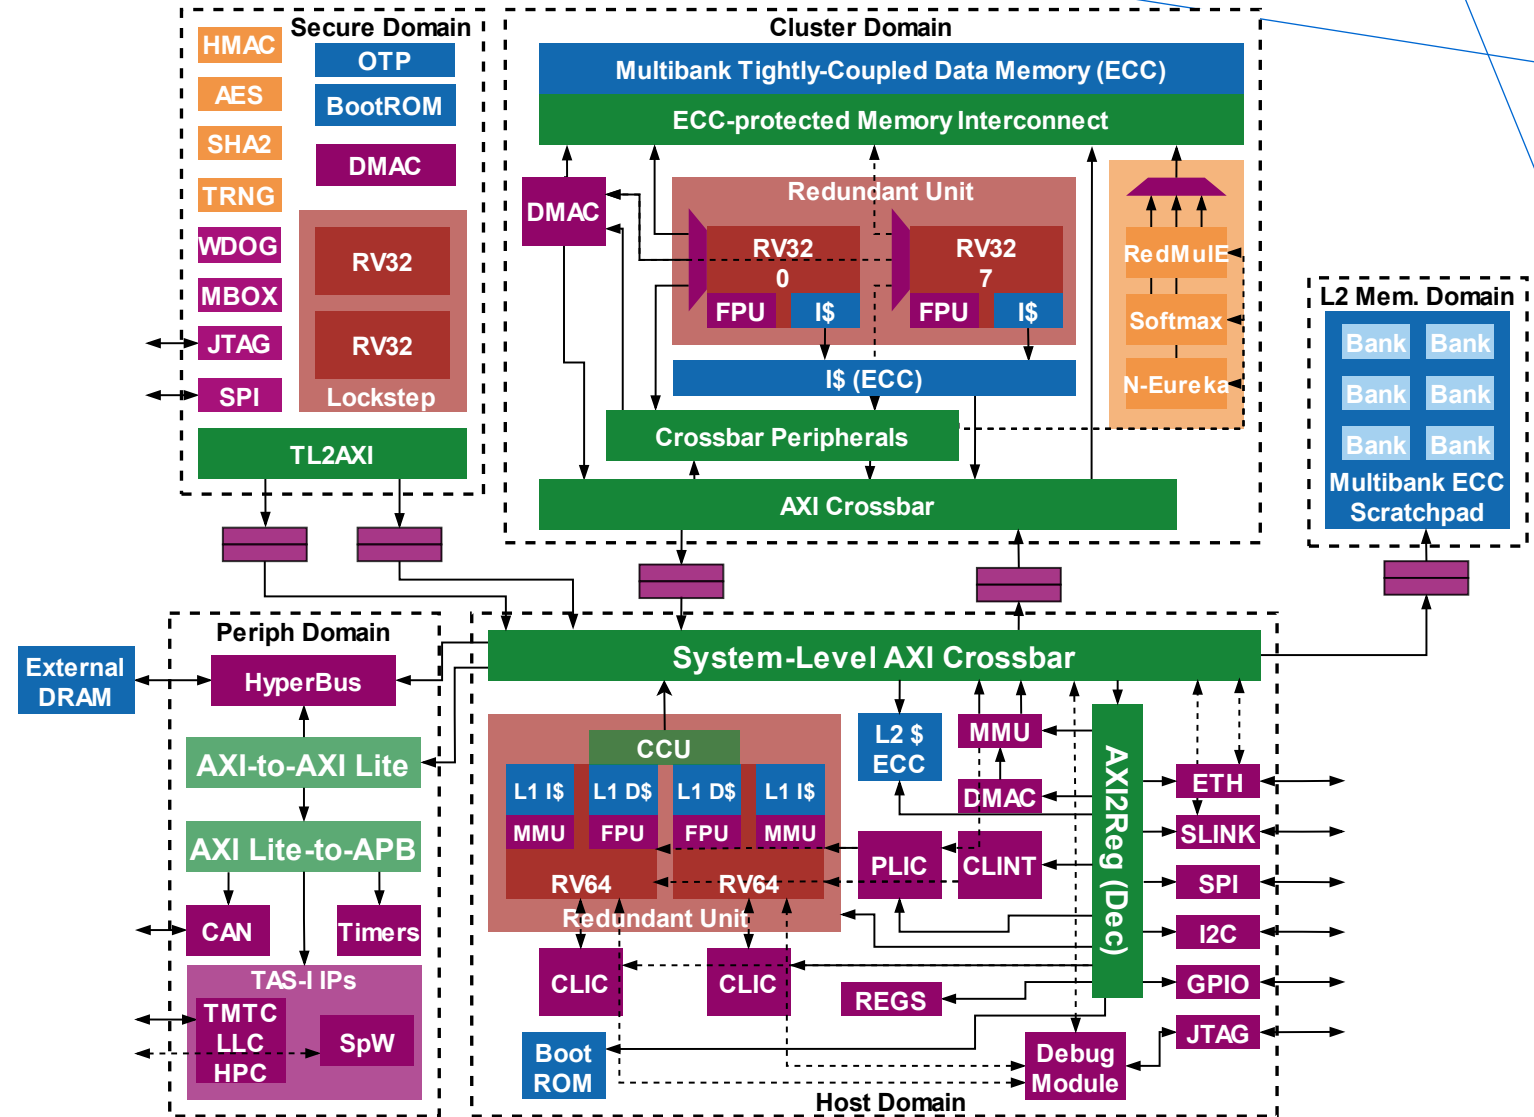 Secure Domain
HMAC
AES
SHA2
TRNG
WDOG
MBOX
JTAG
SPI
OTP
BootROM
DMAC
RV32
RV32
Lockstep
TL2AXI
Cluster Domain
Multibank Tightly-Coupled Data Memory (ECC)
ECC-protected Memory Interconnect
DMAC
Redundant Unit
RV32
0
FPU
I$
RV32
7
FPU
I$
I$ (ECC)
Crossbar Peripherals
AXI Crossbar
RedMulE
Softmax
N-Eureka
L2 Mem. Domain
Bank
Bank
Bank
Bank
Bank
Bank
Multibank ECC
Scratchpad
Periph Domain
External
DRAM
HyperBus
AXI-to-AXI Lite
AXI Lite-to-APB
CAN
Timers
TAS-I IPs
TMTC
LLC
HPC
SpW
System-Level AXI Crossbar
CCU
L1 I$
L1 D$
L1 D$
L1 I$
MMU
FPU
FPU
MMU
RV64
RV64
Redundant Unit
CLIC
CLIC
Boot
ROM
L2 $
ECC
MMU
DMAC
PLIC
CLINT
REGS
Debug
Module
AXI2Reg (Dec)
ETH
SLINK
SPI
I2C
GPIO
JTAG
Host Domain